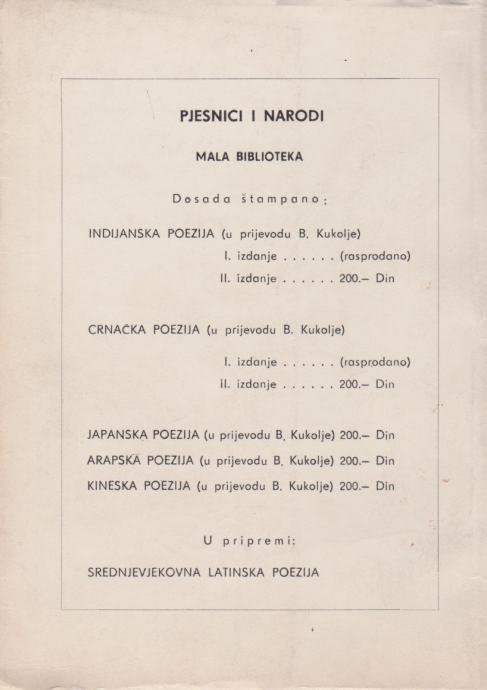 PJESNICI I NARODI
MALA BIBLIOTEKA
Dosada štampano:
INDIJANSKA POEZIJA (u prijevodu B. Kukolje)
I. izdanje . . . . . . (rasprodano)
II. izdanje . . . . . . 200.— Din
CRNAČKA POEZIJA (u prijevodu B. Kukolje)
I. izdanje . . . . . . (rasprodano)
II. izdanje . . . . . . 200.— Din
JAPANSKA POEZIJA (u prijevodu B. Kukolje) 200.— Din
ARAPSKA POEZIJA (u prijevodu B. Kukolje) 200.— Din
KINESKA POEZIJA (u prijevodu B. Kukolje) 200.— Din
U pripremi:
SREDNJEVJEKOVNA LATINSKA POEZIJA